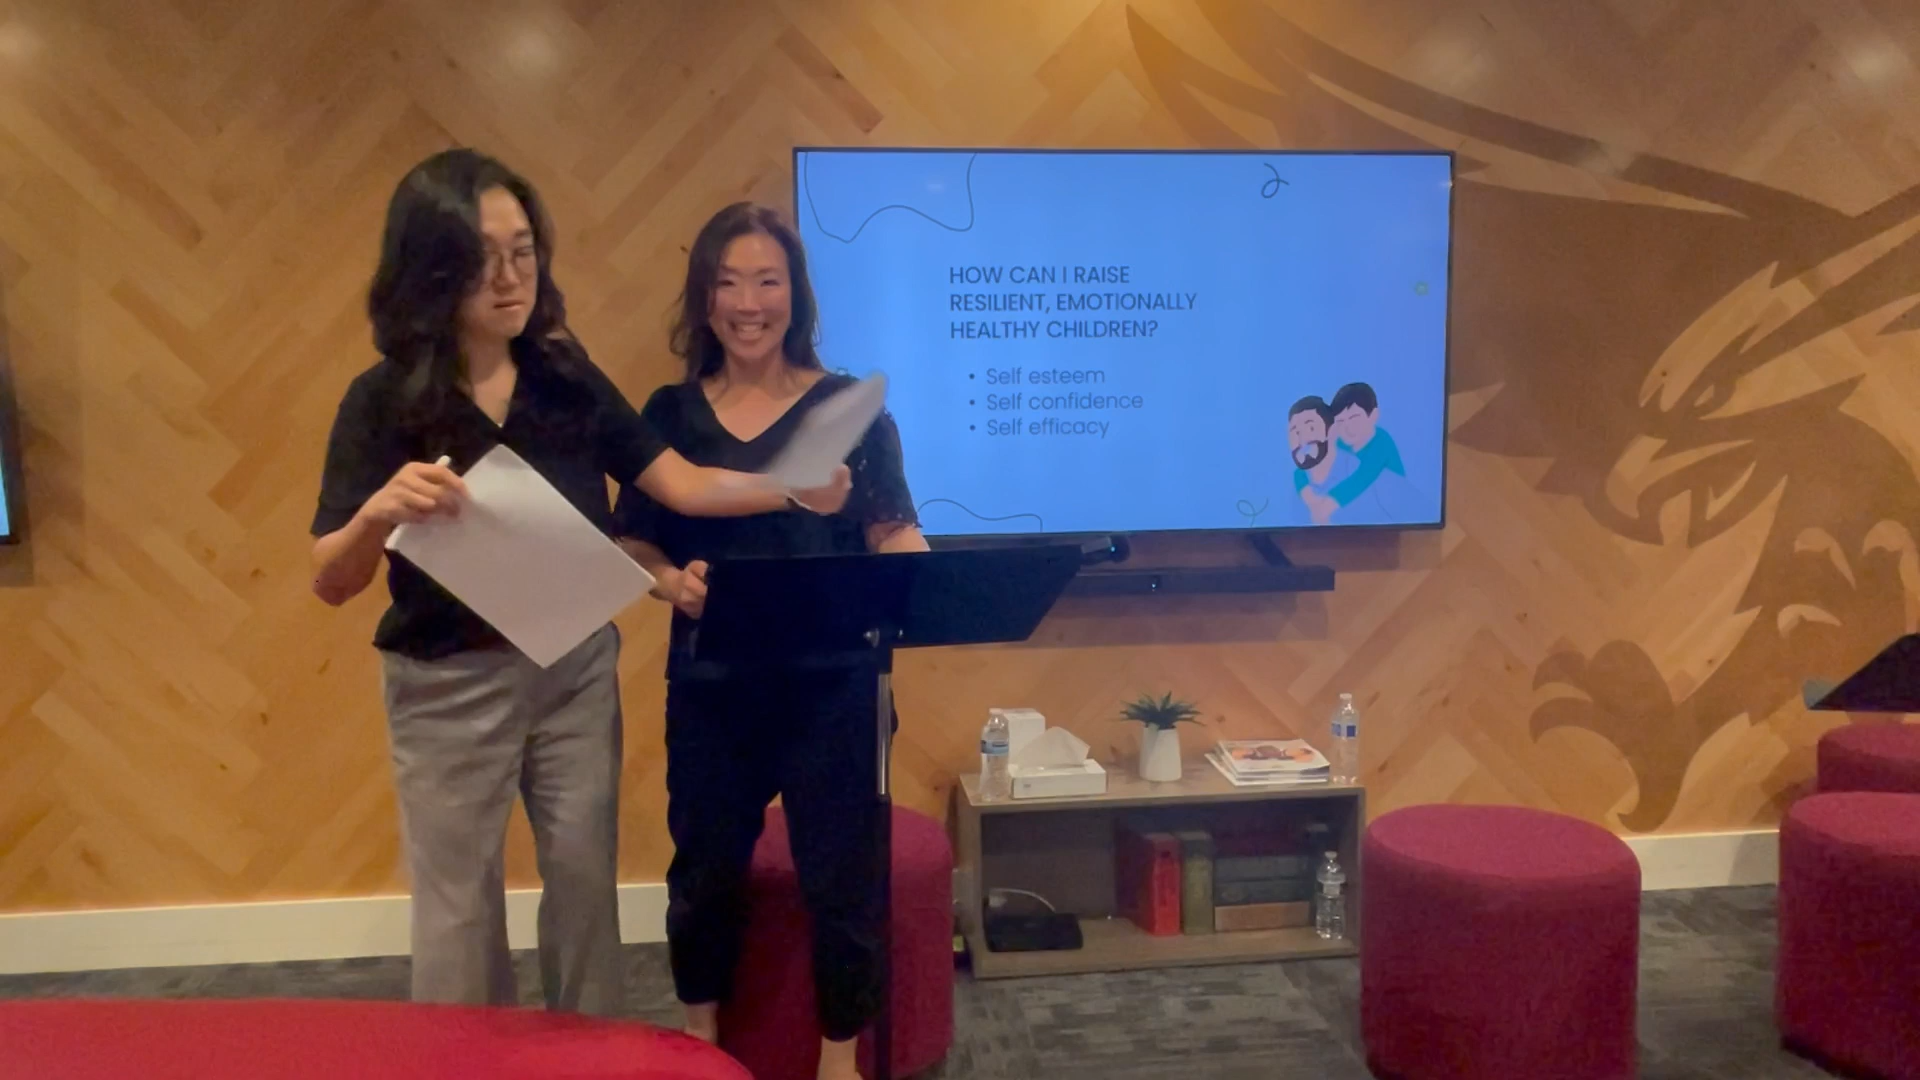 HOW CAN I RAISE
RESILIENT, EMOTIONALLY
HEALTHY CHILDREN?
• Self esteem
• Self confidence
• Self efficacy